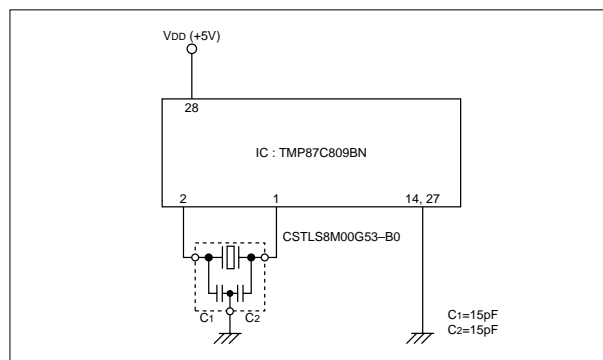 VDD (+5V)
28
IC : TMP87C809BN
2
1
14, 27
CSTLS8M00G53–B0
C1
C2
C1=15pF
C2=15pF